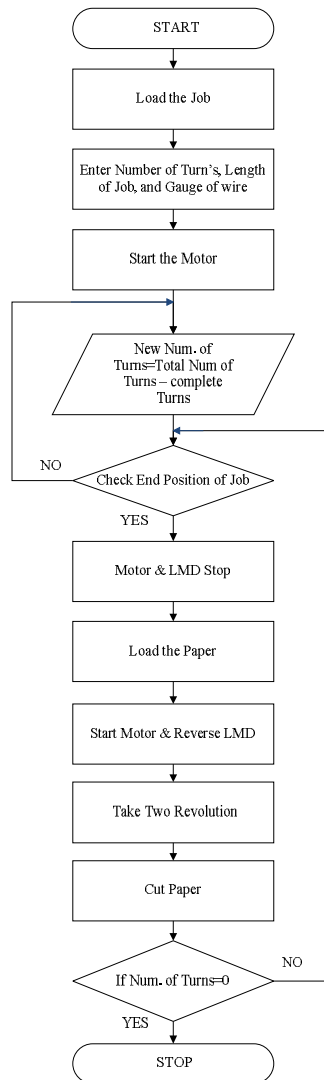 START
Load the Job
Enter Number of Turn's, Length
of Job, and Gauge of wire
Start the Motor
New Num. of
Turns=Total Num of
Turns – complete
Turns
NO
Check End Position of Job
YES
Motor & LMD Stop
Load the Paper
Start Motor & Reverse LMD
Take Two Revolution
Cut Paper
If Num. of Turns=0
NO
YES
STOP